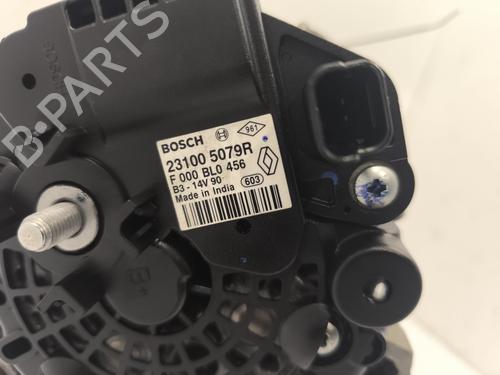 B-PARTS
BOSCH
961
23100 5079R
F 000 BL0 456
B3 - 14V 90
Made in India
603
B+